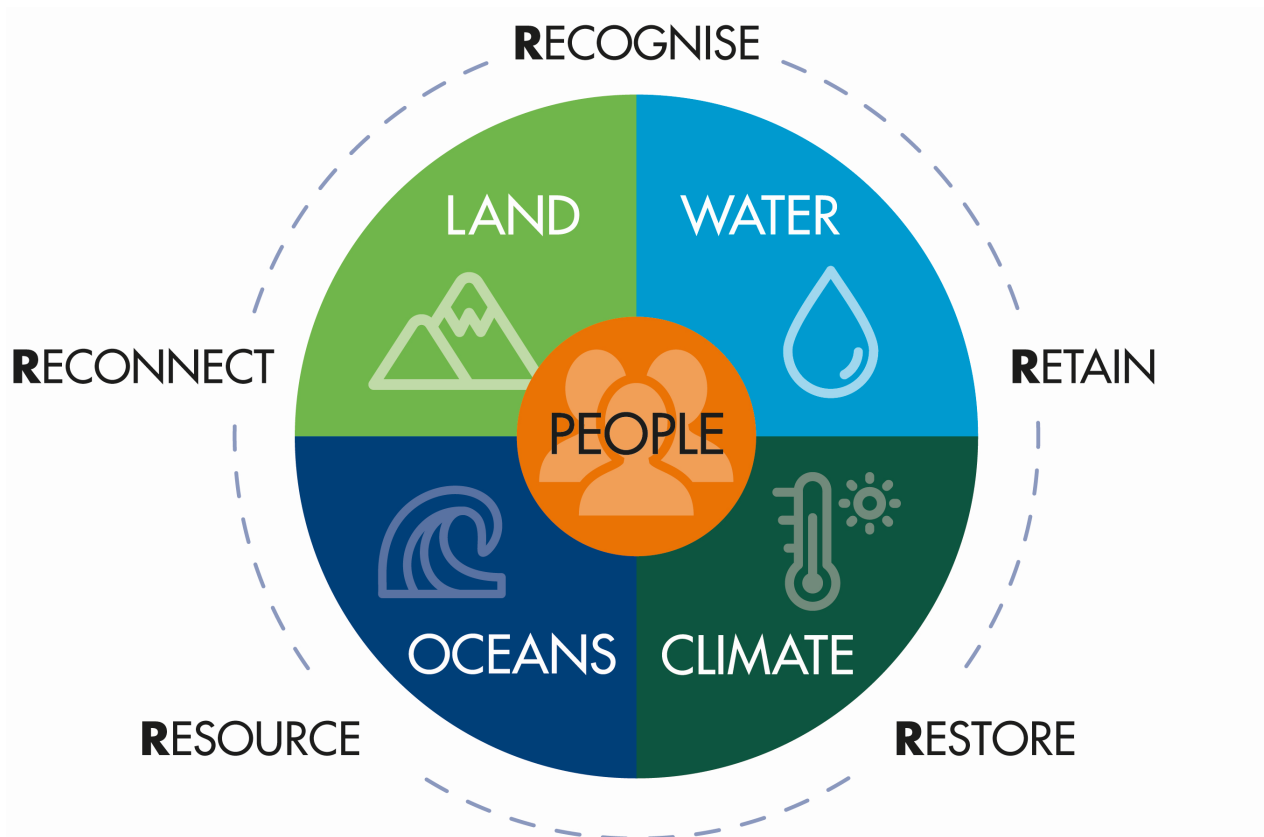 RECOGNISE
LAND
WATER
RECONNECT
RETAIN
PEOPLE
OCEANS
CLIMATE
RESOURCE
RESTORE